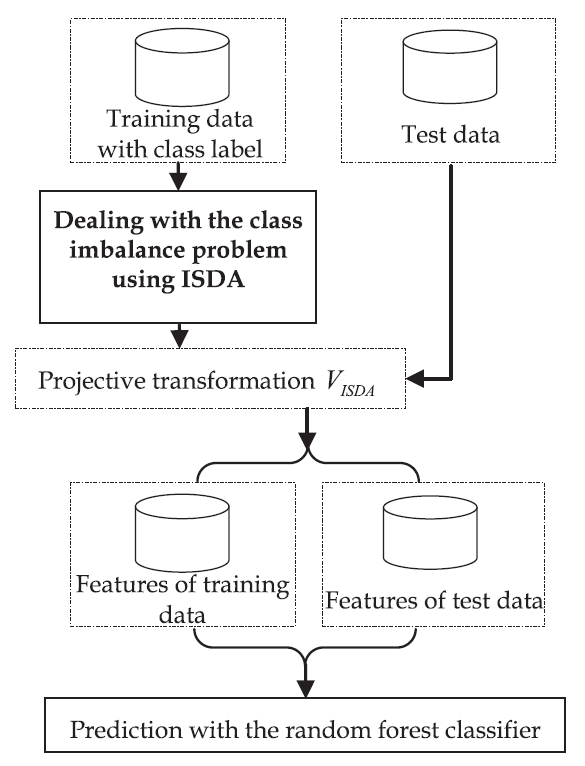 Training data
with class label
Test data
Dealing with the class
imbalance problem
using ISDA
Projective transformation V_ISDA
Features of training
data
Features of test data
Prediction with the random forest classifier